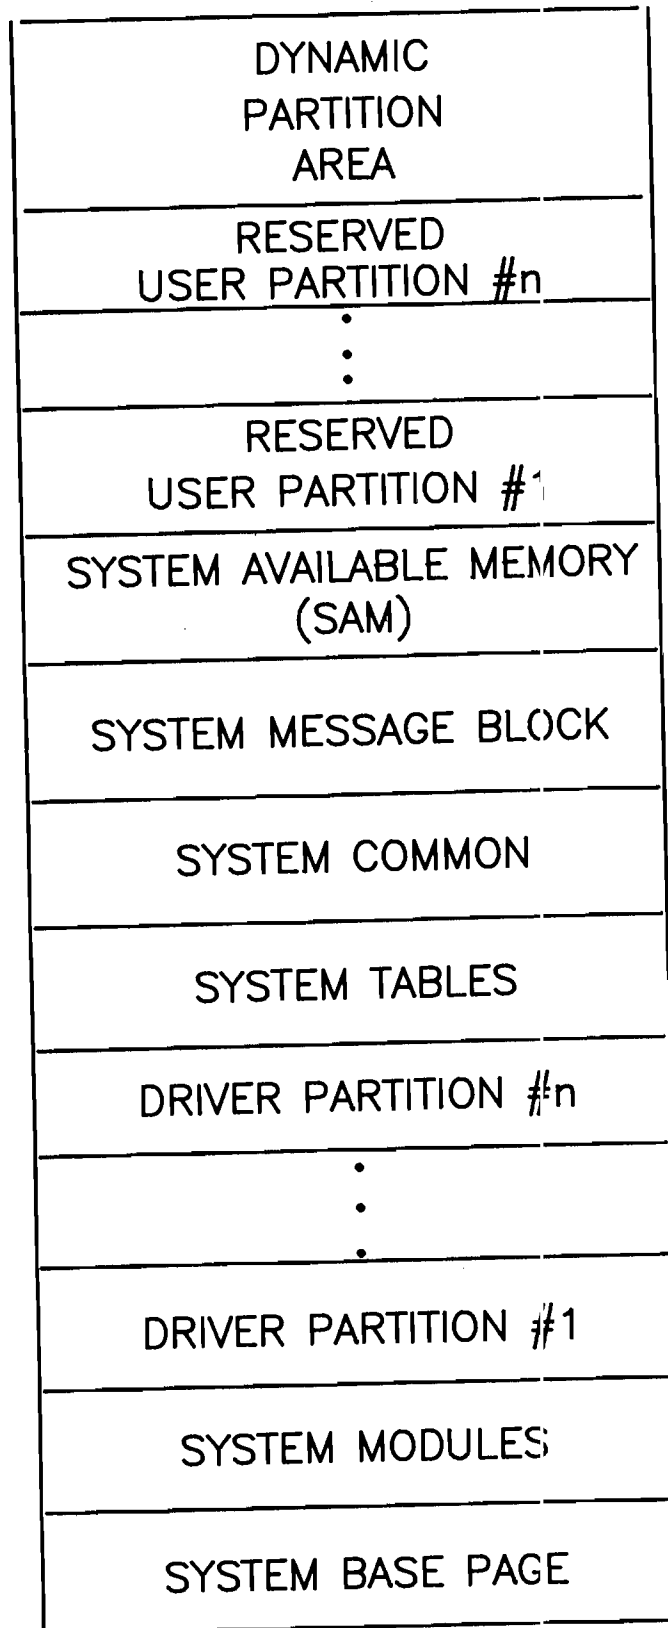 DYNAMIC
PARTITION
AREA
RESERVED
USER PARTITION #n
RESERVED
USER PARTITION #1
SYSTEM AVAILABLE MEMORY
(SAM)
SYSTEM MESSAGE BLOCK
SYSTEM COMMON
SYSTEM TABLES
DRIVER PARTITION #n
DRIVER PARTITION #1
SYSTEM MODULES
SYSTEM BASE PAGE